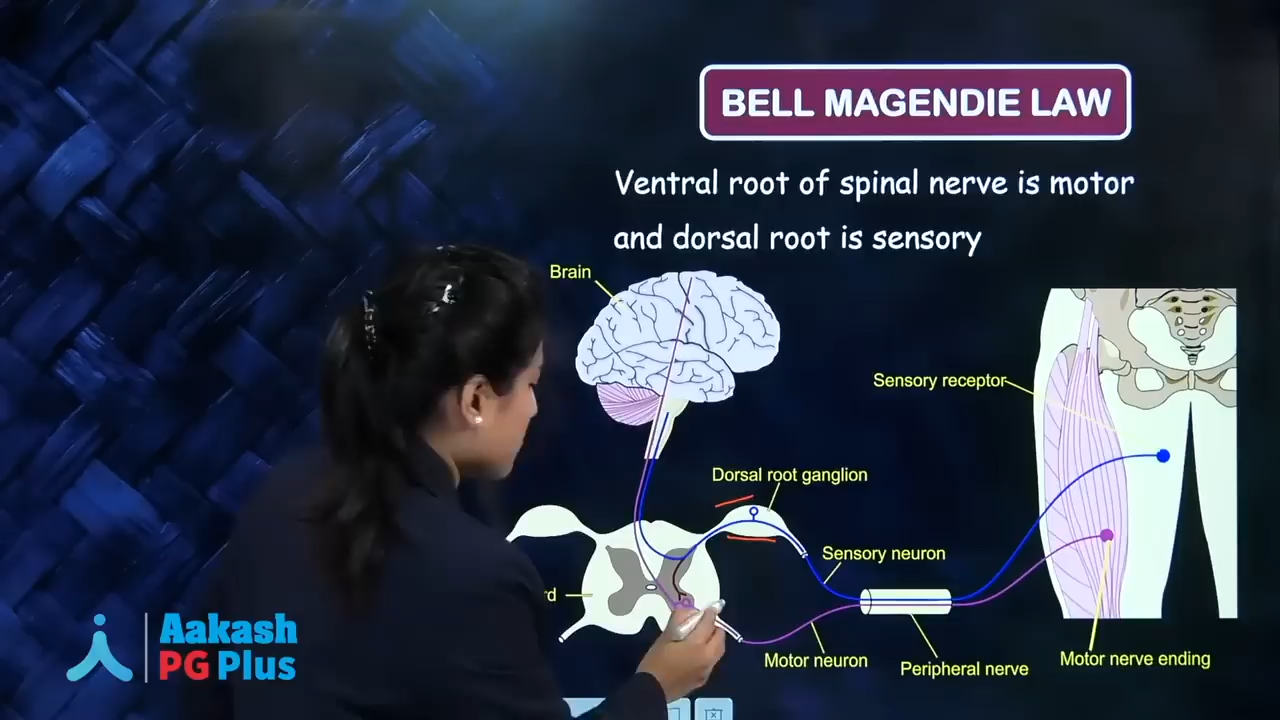 BELL MAGENDIE LAW
Ventral root of spinal nerve is motor
and dorsal root is sensory
Brain
Sensory receptor
Dorsal root ganglion
Sensory neuron
rd
Motor neuron
Peripheral nerve
Motor nerve ending
Aakash
PG Plus